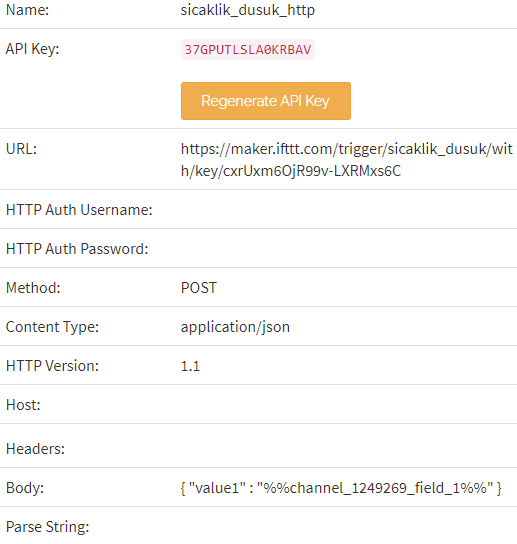 Name: sicaklik_dusuk_http
API Key: 37GPUTLSLA0KRBAV
Regenerate API Key
URL: https://maker.ifttt.com/trigger/sicaklik_dusuk/wit
h/key/cxrUxm6OjR99v-LXRMxs6C
HTTP Auth Username:
HTTP Auth Password:
Method: POST
Content Type: application/json
HTTP Version: 1.1
Host:
Headers:
Body: { "value1" : "%%channel_1249269_field_1%%" }
Parse String: